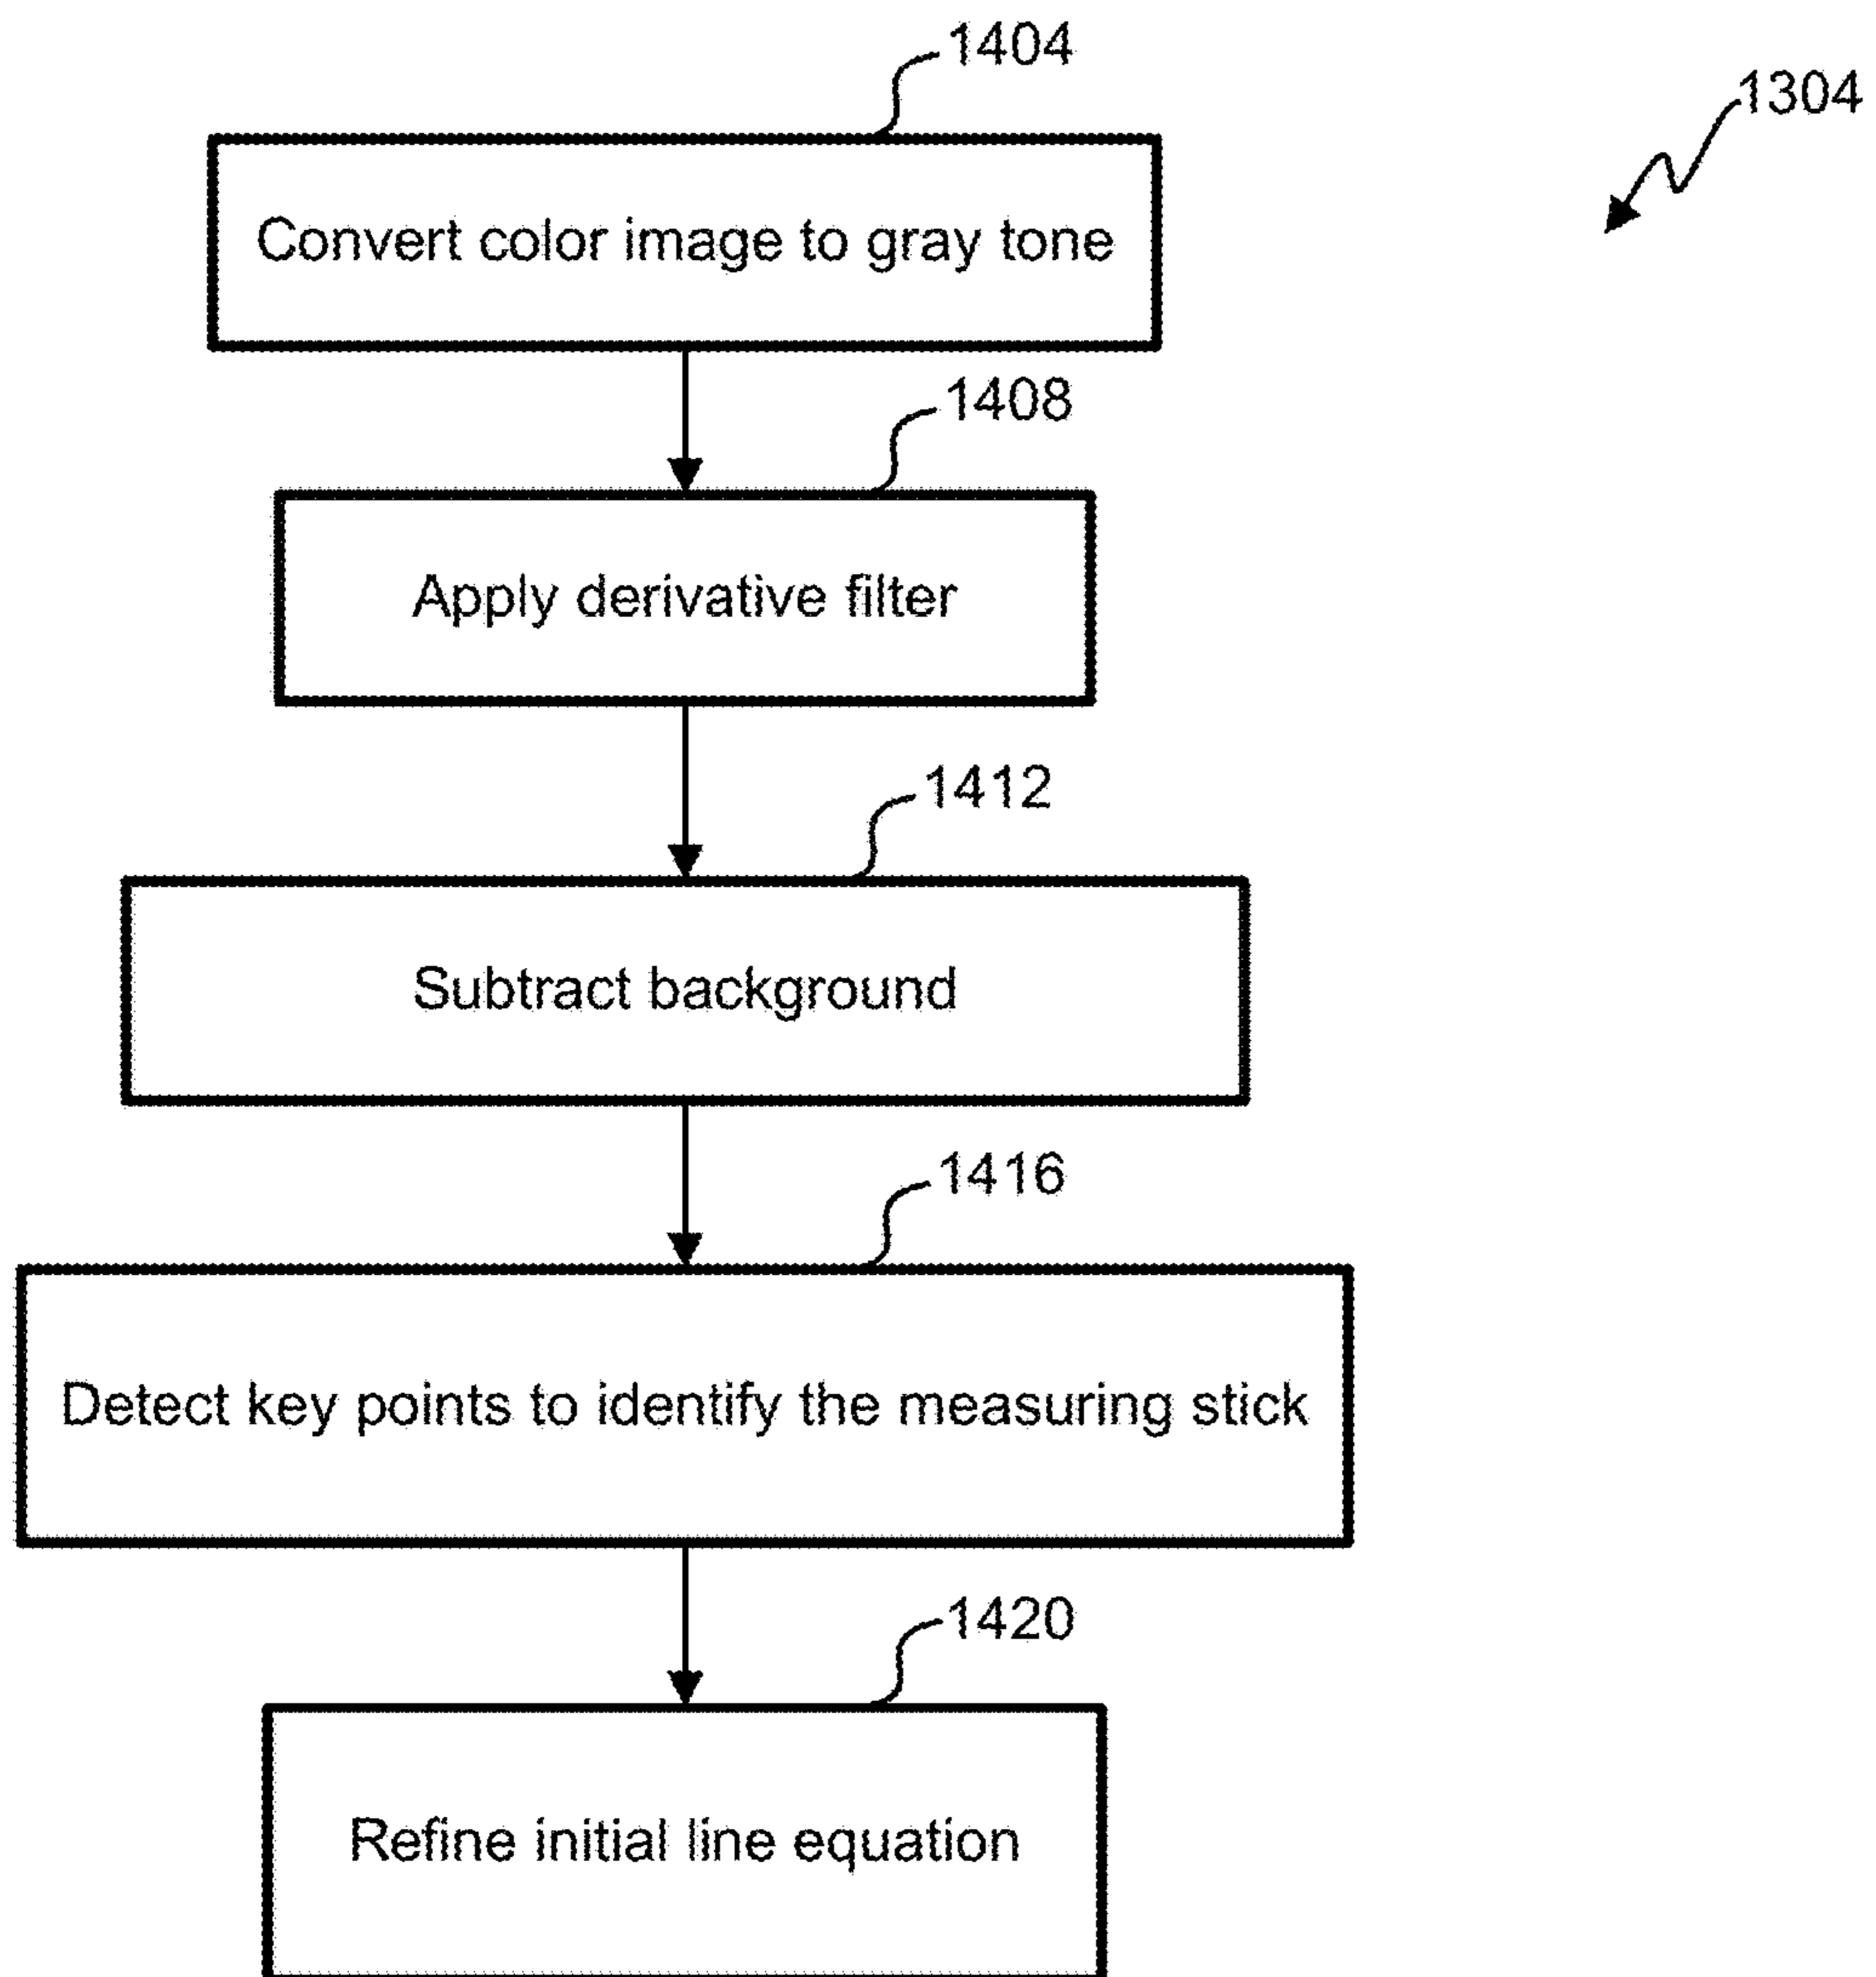 1404
1304
Convert color image to gray tone
1408
Apply derivative filter
1412
Subtract background
1416
Detect key points to identify the measuring stick
1420
Refine initial line equation